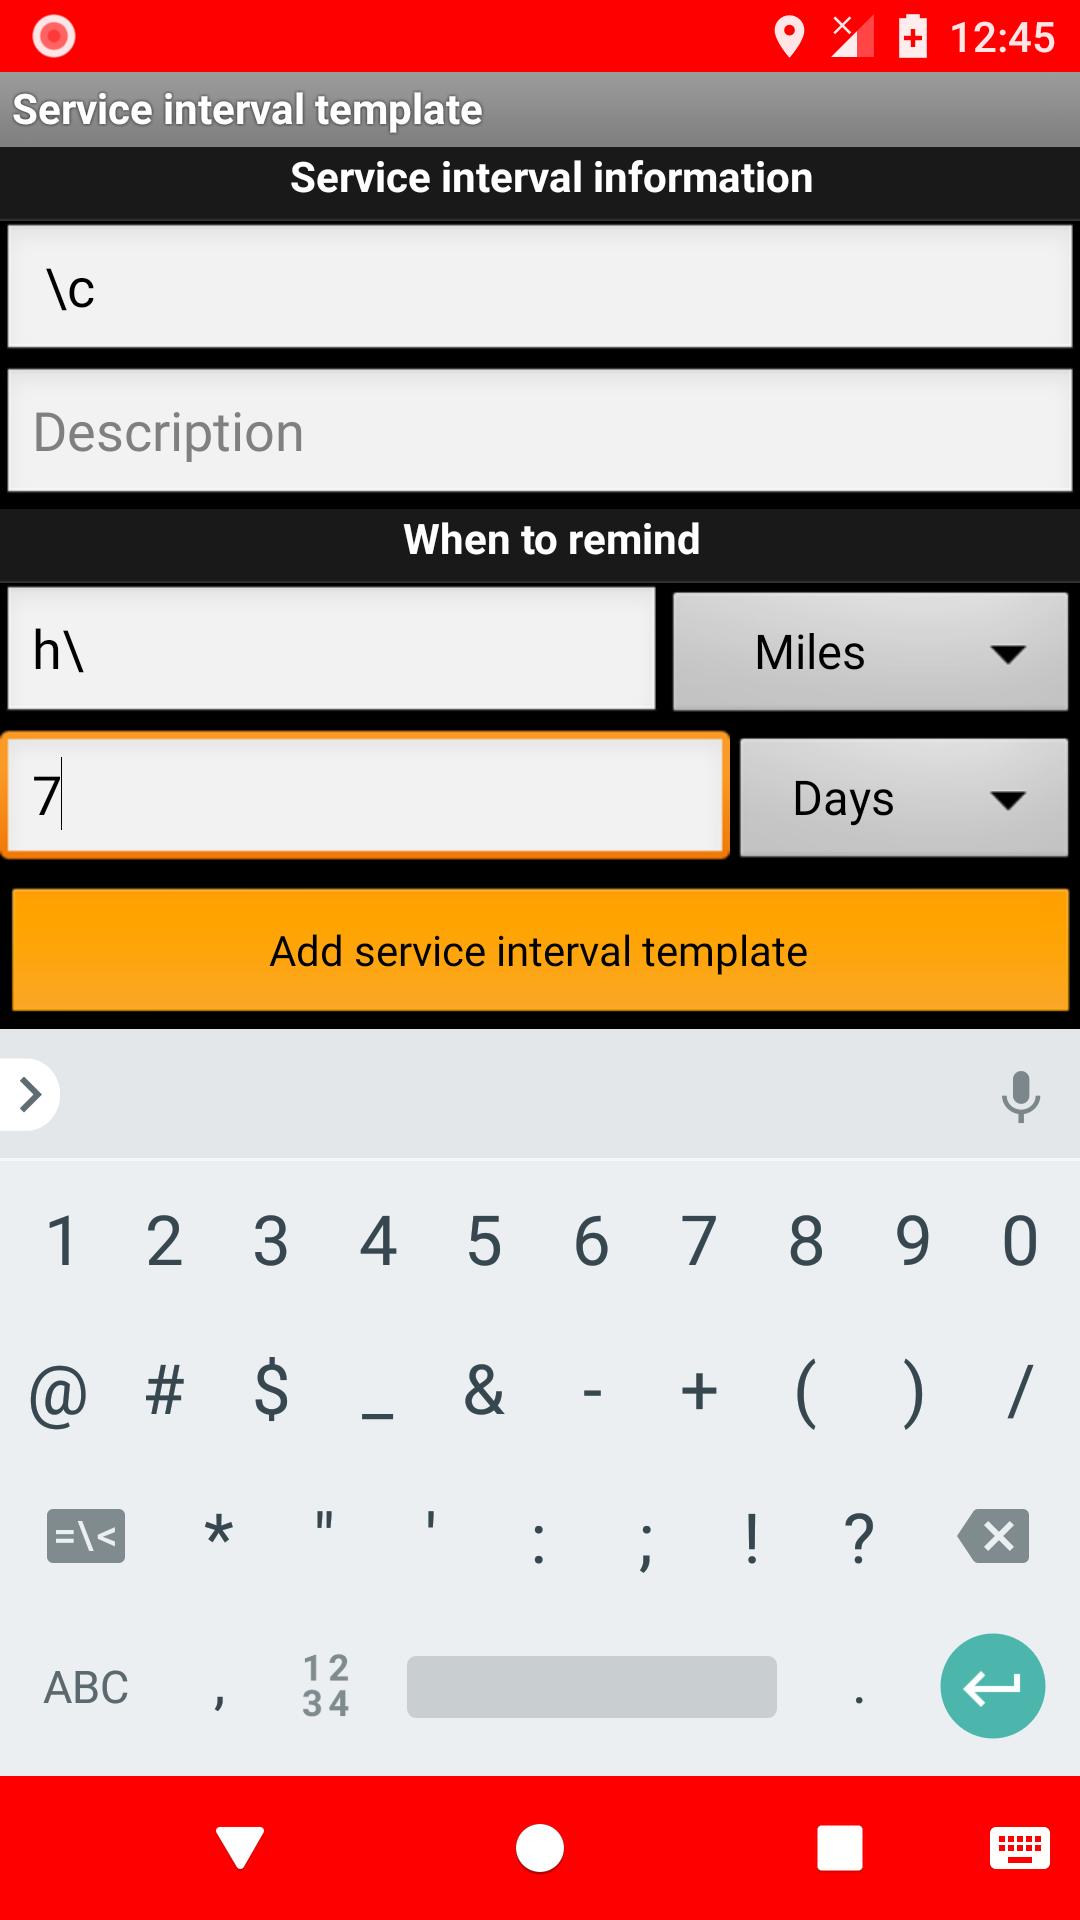 12:45
Service interval template
Service interval information
\c
Description
When to remind
h\
Miles
7
Days
Add service interval template
1 2 3 4 5 6 7 8 9 0
@ # $ _ & - + ( ) /
=\< * " ' : ; ! ?
ABC , 12 34 .